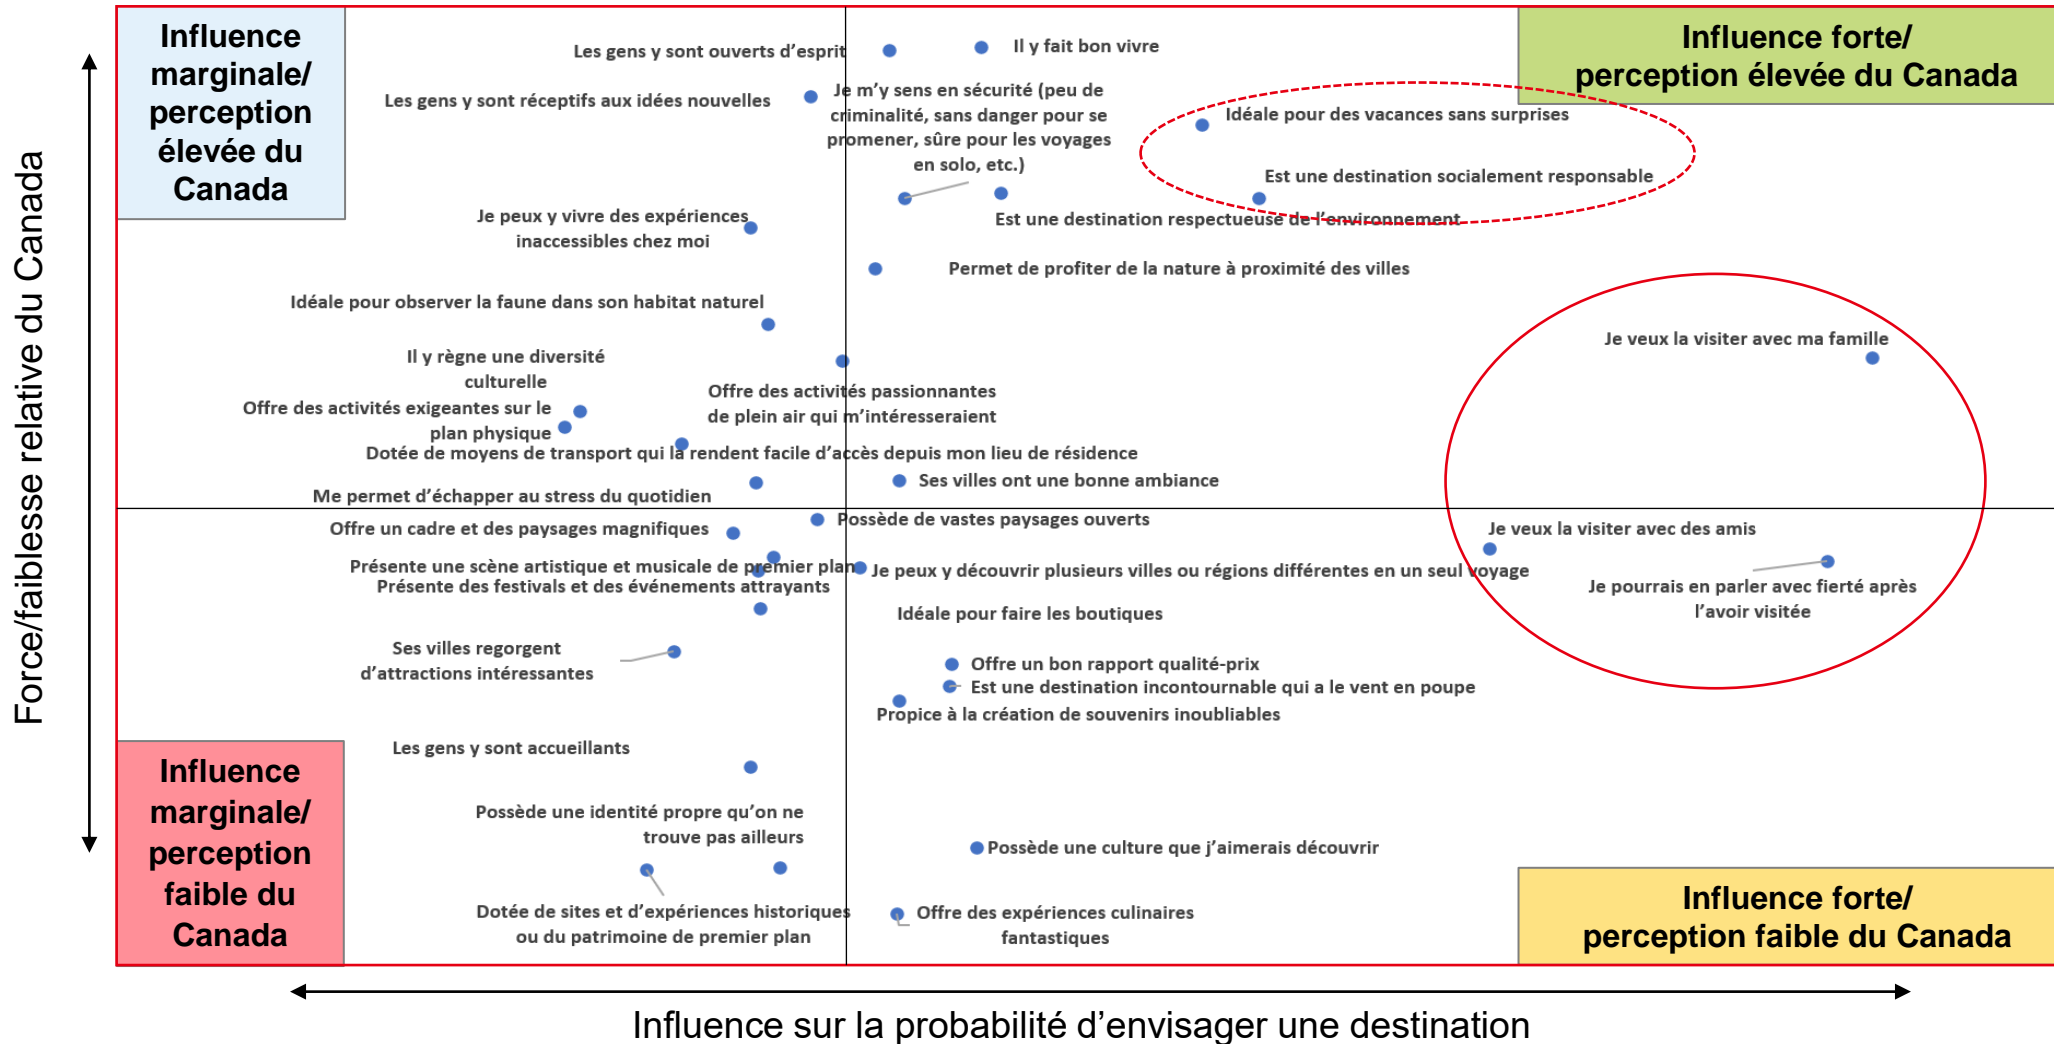 Influence
marginale/
perception
élevée du
Canada
Influence forte/
perception élevée du Canada
Les gens y sont ouverts d’esprit
Il y fait bon vivre
Les gens y sont réceptifs aux idées nouvelles
Je m’y sens en sécurité (peu de
criminalité, sans danger pour se
promener, sûre pour les voyages
en solo, etc.)
Idéale pour des vacances sans surprises
Est une destination socialement responsable
Est une destination respectueuse de l’environnement
Je peux y vivre des expériences
inaccessibles chez moi
Permet de profiter de la nature à proximité des villes
Idéale pour observer la faune dans son habitat naturel
Je veux la visiter avec ma famille
Il y règne une diversité
culturelle
Offre des activités passionnantes
de plein air qui m’intéresseraient
Offre des activités exigeantes sur le
plan physique
Dotée de moyens de transport qui la rendent facile d’accès depuis mon lieu de résidence
Me permet d’échapper au stress du quotidien
Ses villes ont une bonne ambiance
Offre un cadre et des paysages magnifiques
Possède de vastes paysages ouverts
Je veux la visiter avec des amis
Présente une scène artistique et musicale de premier plan
Je peux y découvrir plusieurs villes ou régions différentes en un seul voyage
Présente des festivals et des événements attrayants
Je pourrais en parler avec fierté après
l’avoir visitée
Idéale pour faire les boutiques
Ses villes regorgent
d’attractions intéressantes
Offre un bon rapport qualité-prix
Est une destination incontournable qui a le vent en poupe
Propice à la création de souvenirs inoubliables
Les gens y sont accueillants
Possède une identité propre qu’on ne
trouve pas ailleurs
Possède une culture que j’aimerais découvrir
Dotée de sites et d’expériences historiques
ou du patrimoine de premier plan
Offre des expériences culinaires
fantastiques
Influence
marginale/
perception
faible du
Canada
Influence forte/
perception faible du Canada
Force/faiblesse relative du Canada
Influence sur la probabilité d’envisager une destination